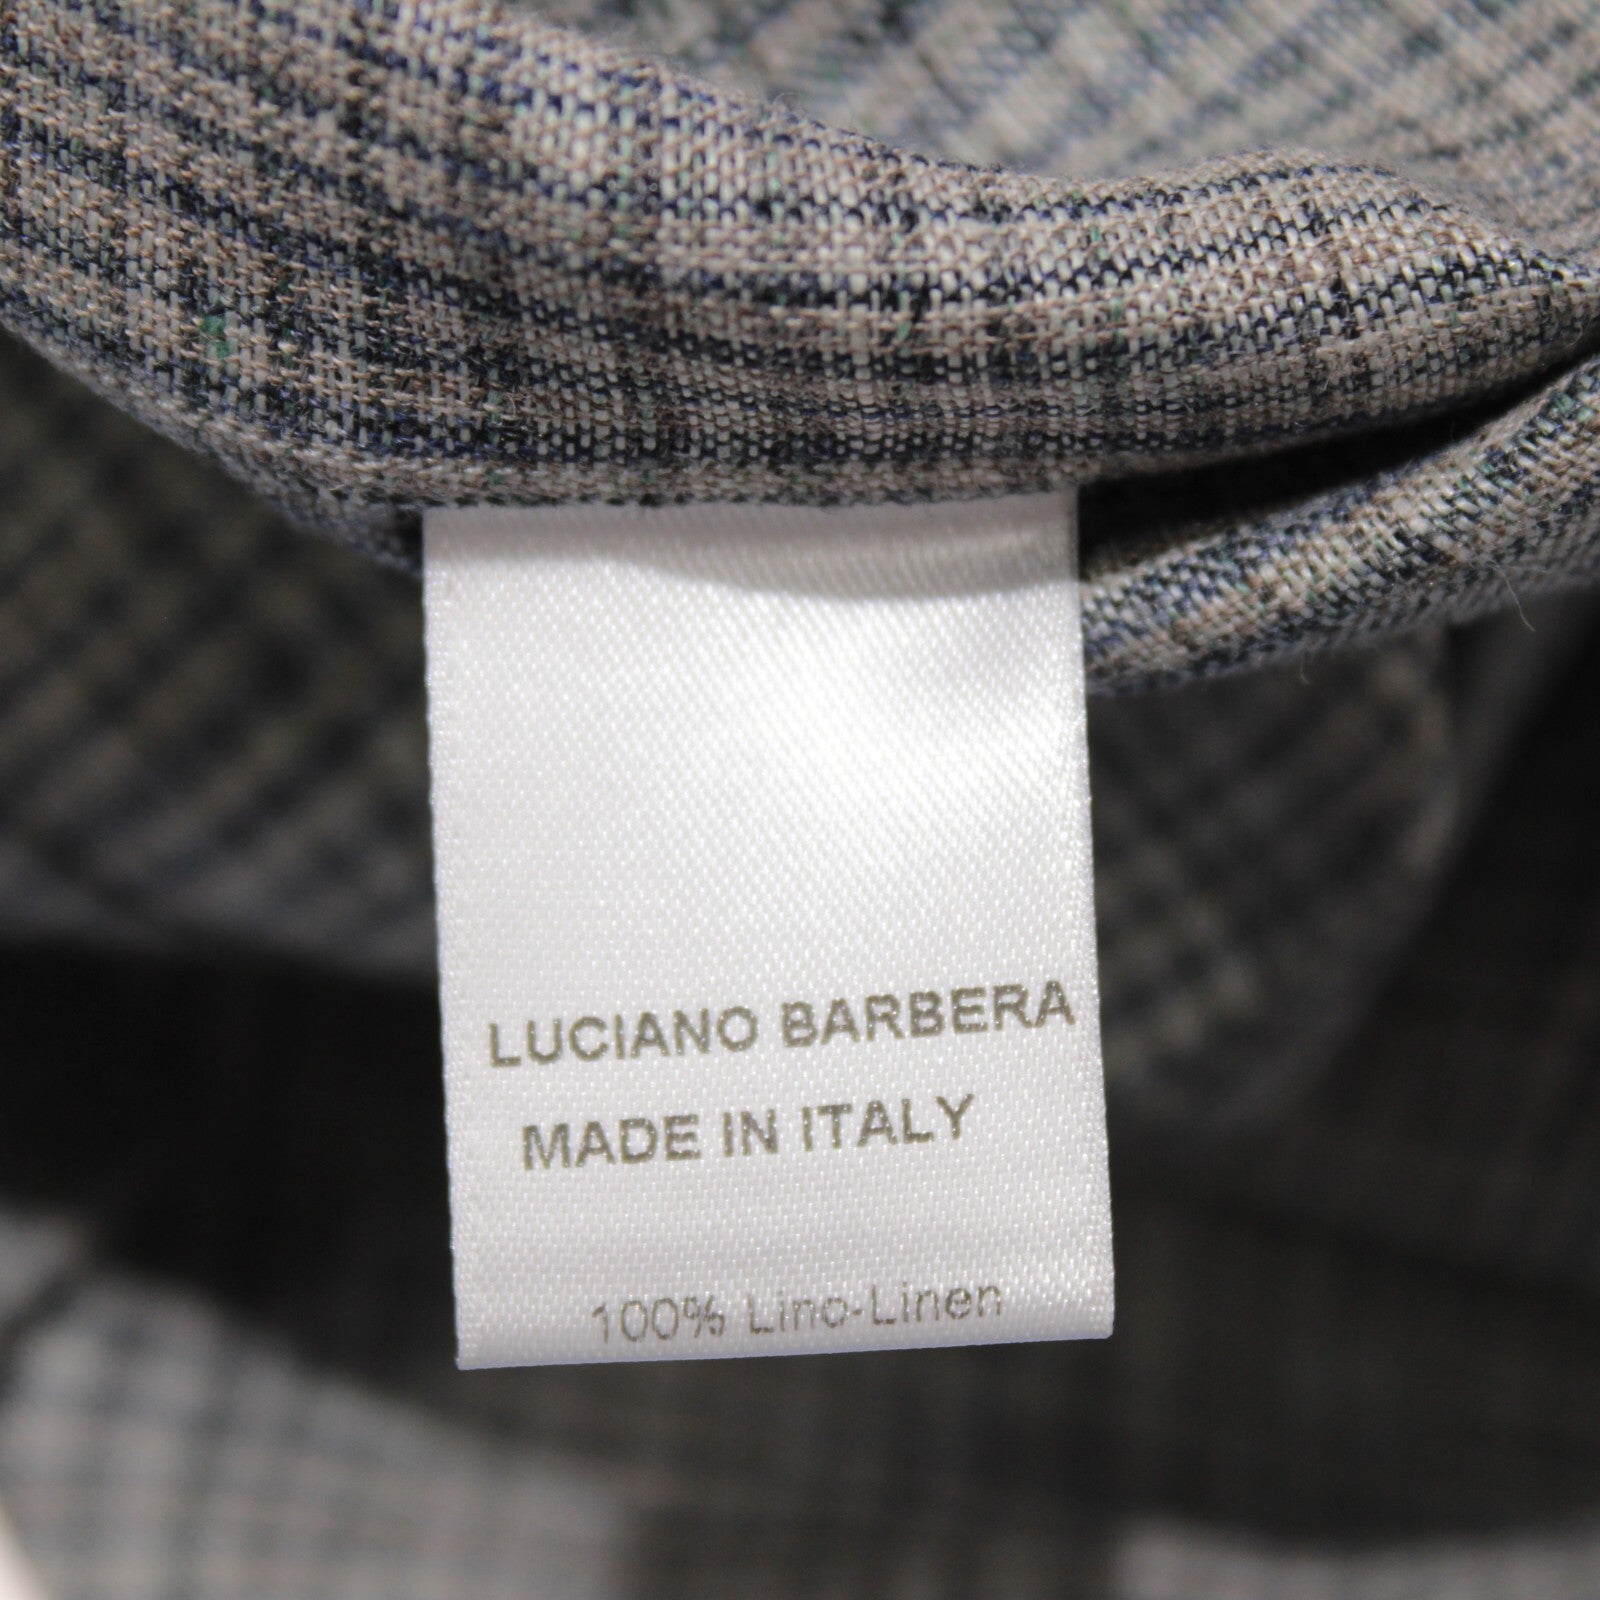 LUCIANO BARBERA
MADE IN ITALY
100% Lino-Linen